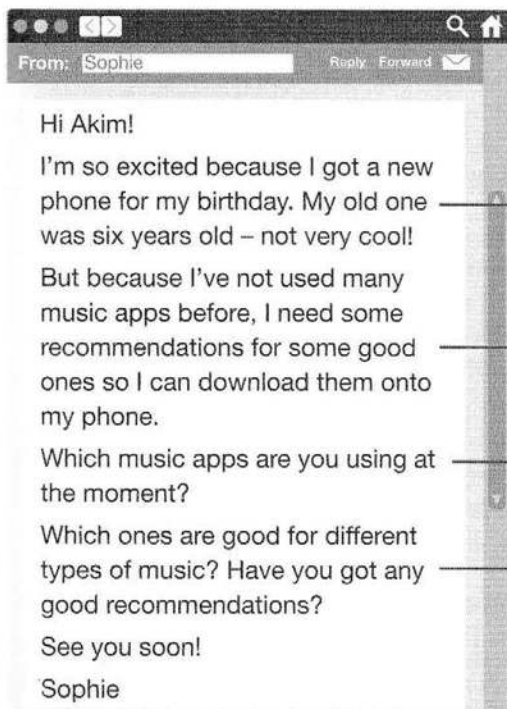 From: Sophie Reply Forward
Hi Akim!
I'm so excited because I got a new
phone for my birthday. My old one
was six years old – not very cool!
But because I've not used many
music apps before, I need some
recommendations for some good
ones so I can download them onto
my phone.
Which music apps are you using at
the moment?
Which ones are good for different
types of music? Have you got any
good recommendations?
See you soon!
Sophie